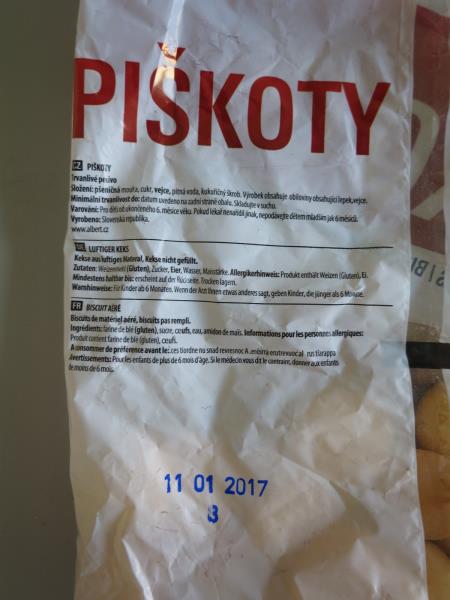 PIŠKOTY
CZ PIŠKOTY
Trvanlivé pečivo
Složení: pšeničná mouka, cukr, vejce, pitná voda, kukuřičný škrob. Výrobek obsahuje obiloviny obsahující lepek, vejce.
Minimální trvanlivost do: datum uvedeno na zadní straně obalu. Skladujte v suchu.
Varování: Pro děti od ukončeného 6. měsíce věku. Pokud lékař nenařídil jinak, nepodávejte dětem mladším jak 6 měsíců.
Vyrobeno: Slovenská republika.
www.albert.cz
LUFTIGER KEKS
Kekse aus luftiges Material, Kekse nicht gefüllt.
Zutaten: Weizenmehl (Gluten), Zucker, Eier, Wasser, Maisstärke. Allergikerhinweis: Produkt enthält Weizen (Gluten), Ei.
Mindestens haltbar bis: erscheint auf der Rückseite. Trocken lagern.
Warnhinweise: Für Kinder ab 6 Monaten. Wenn der Arzt Ihnen etwas anderes sagt, geben Kinder, die jünger als 6 Monate.
FR BISCUIT AÉRÉ
Biscuits de matériel aéré, biscuits pas rempli.
Ingrédients: farine de blé (gluten), sucre, œufs, eau, amidon de maïs. Informations pour les personnes allergiques:
Produit contient farine de blé (gluten), œufs.
A consommer de préférence avant le:
Avertissements: Pour les enfants de plus de 6 mois d'âge. Si le médecin vous dit le contraire, donner aux enfants
de moins de 6 mois.
11 01 2017
3